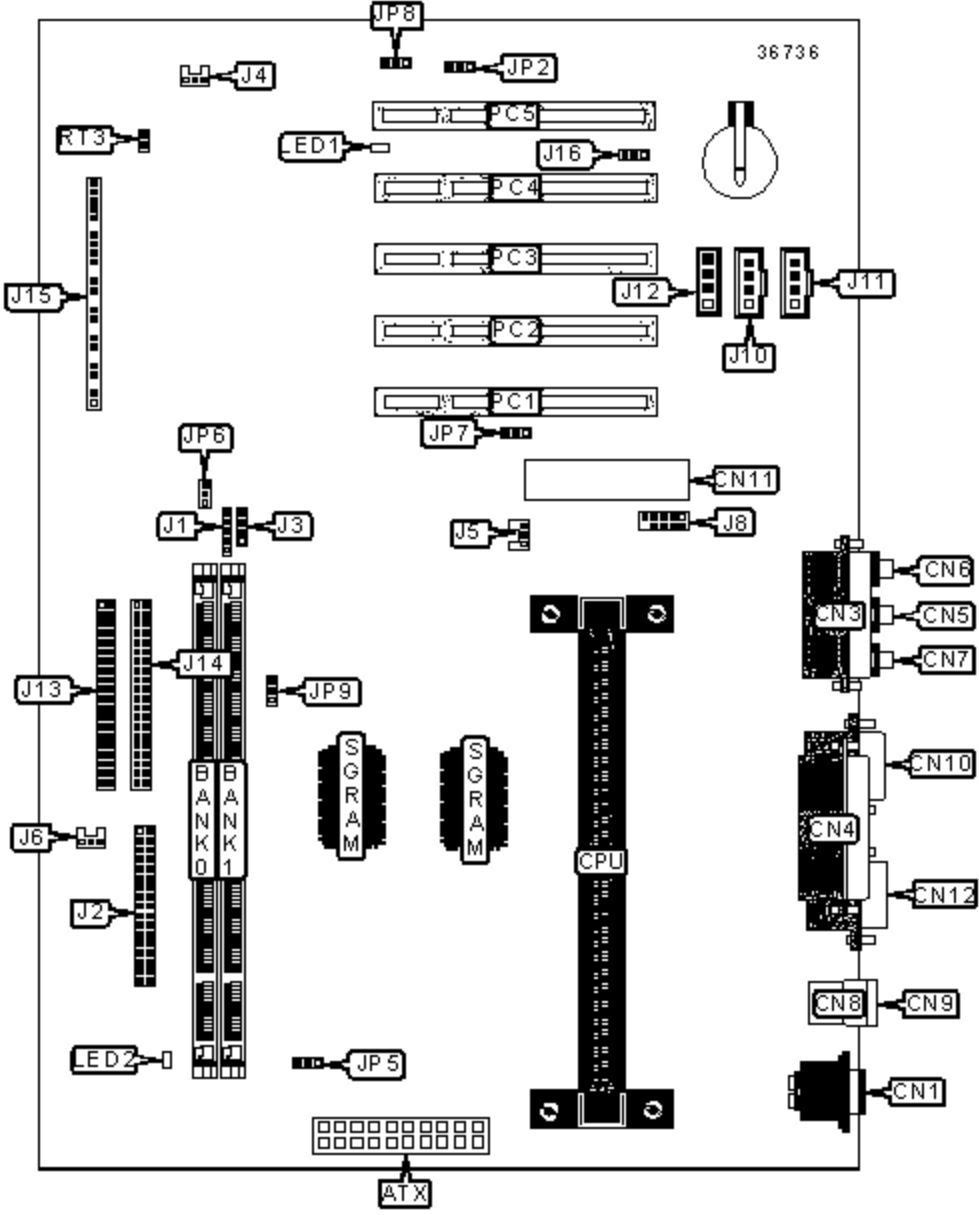 JP8
36736
J4
JP2
PC5
RT3
LED1
J16
PC4
PC3
J15
J12
J11
PC2
J10
PC1
JP7
JP6
CN11
J1
J3
J5
J8
CN6
CN3
CN5
J14
CN7
J13
JP9
SGRAM
SGRAM
CN10
BANK0
BANK1
J6
CN4
CPU
CN12
J2
CN8
CN9
LED2
JP5
CN1
ATX